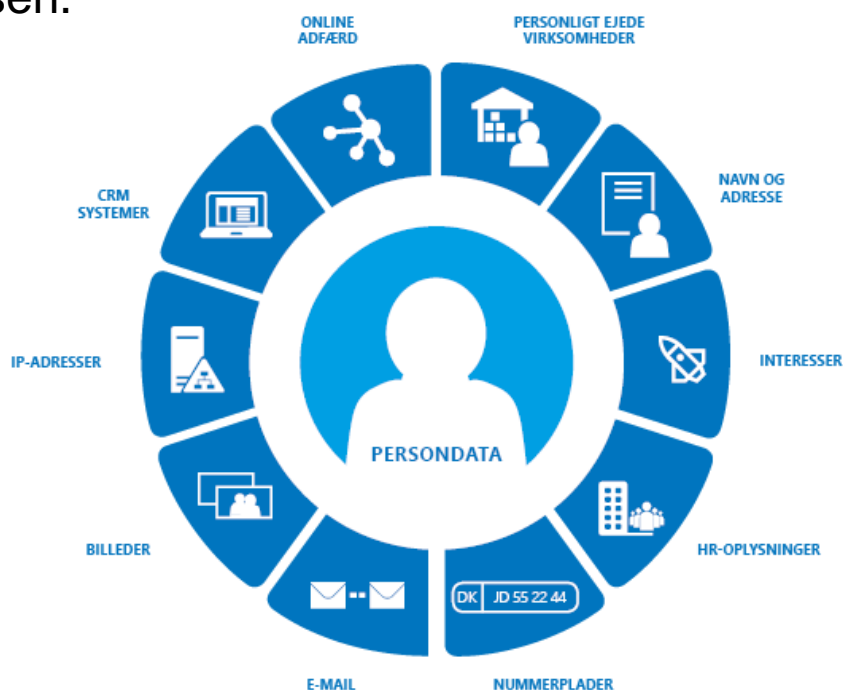 sen.
ONLINE
ADFÆRD
PERSONLIGT EJEDE
VIRKSOMHEDER
NAVN OG
ADRESSE
CRM
SYSTEMER
IP-ADRESSER
INTERESSER
PERSONDATA
BILLEDER
HR-OPLYSNINGER
DK JD 55 22 44
E-MAIL
NUMMERPLADER